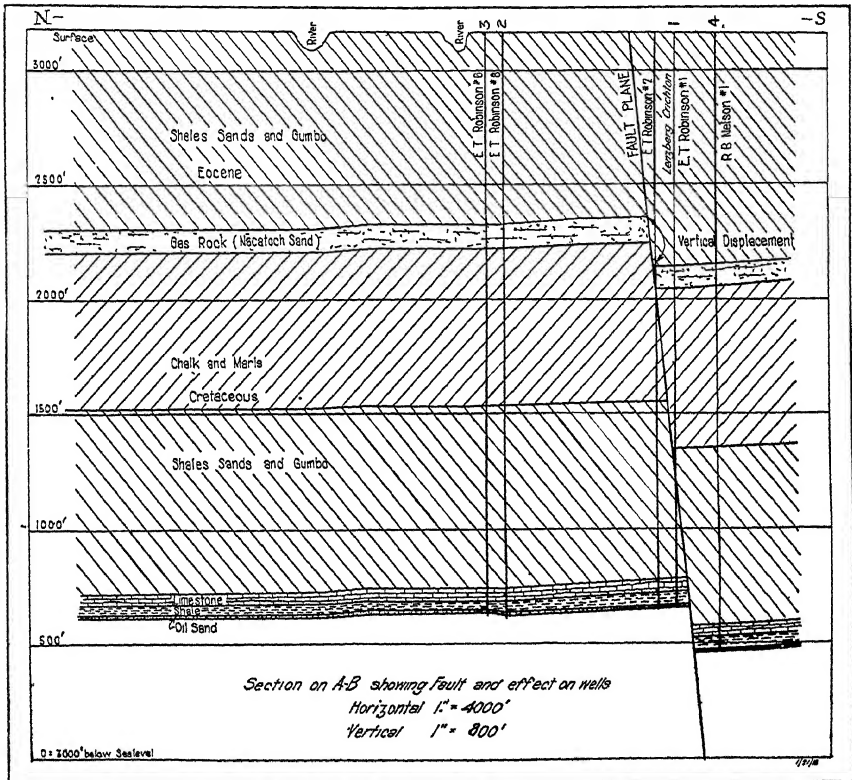 N-
-S
Surface
River
River
3
2
1
4
3000'
E.T Robinson #6
E.T Robinson #8
FAULT PLANE
E.T Robinson #7
Lenzberg Crichton
E.T Robinson #1
R B Nelson #1
Shales Sands and Gumbo
Eocene
2500'
Gas Rock (Nacatoch Sand)
Vertical Displacement
2000'
Chalk and Marls
Cretaceous
1500'
Shales Sands and Gumbo
1000'
Limestone
Shale
Oil Sand
500'
Section on A-B showing Fault and effect on wells
Horizontal 1" = 4000'
Vertical 1" = 800'
0 = 3000' below Sealevel